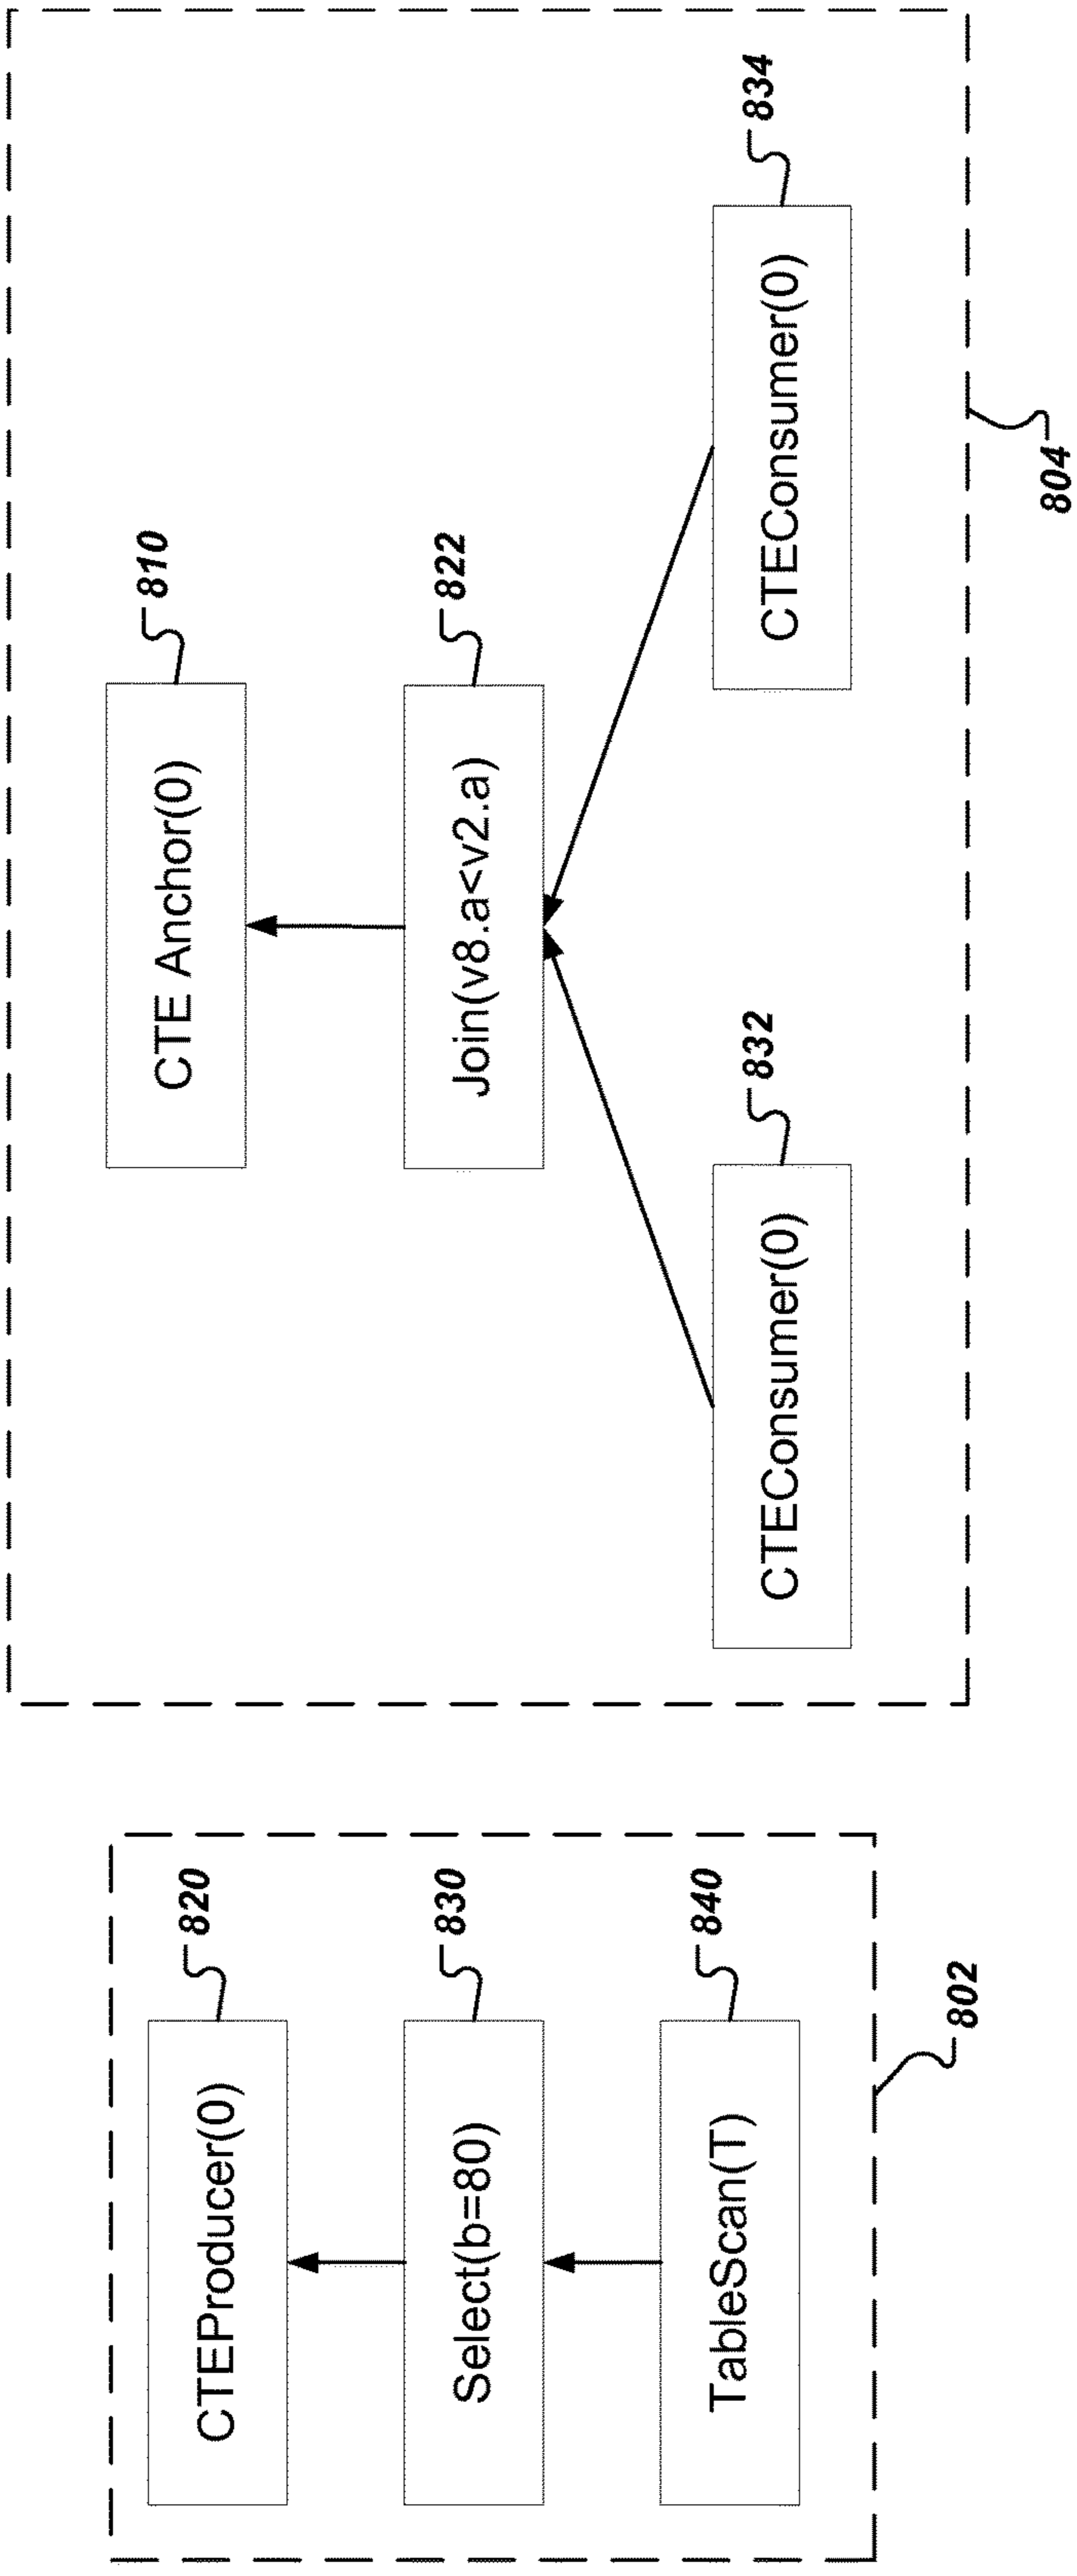 CTEProducer(0)
820
Select(b=80)
830
TableScan(T)
840
802
CTE Anchor(0)
810
Join(v8.a<v2.a)
822
CTEConsumer(0)
832
CTEConsumer(0)
834
804